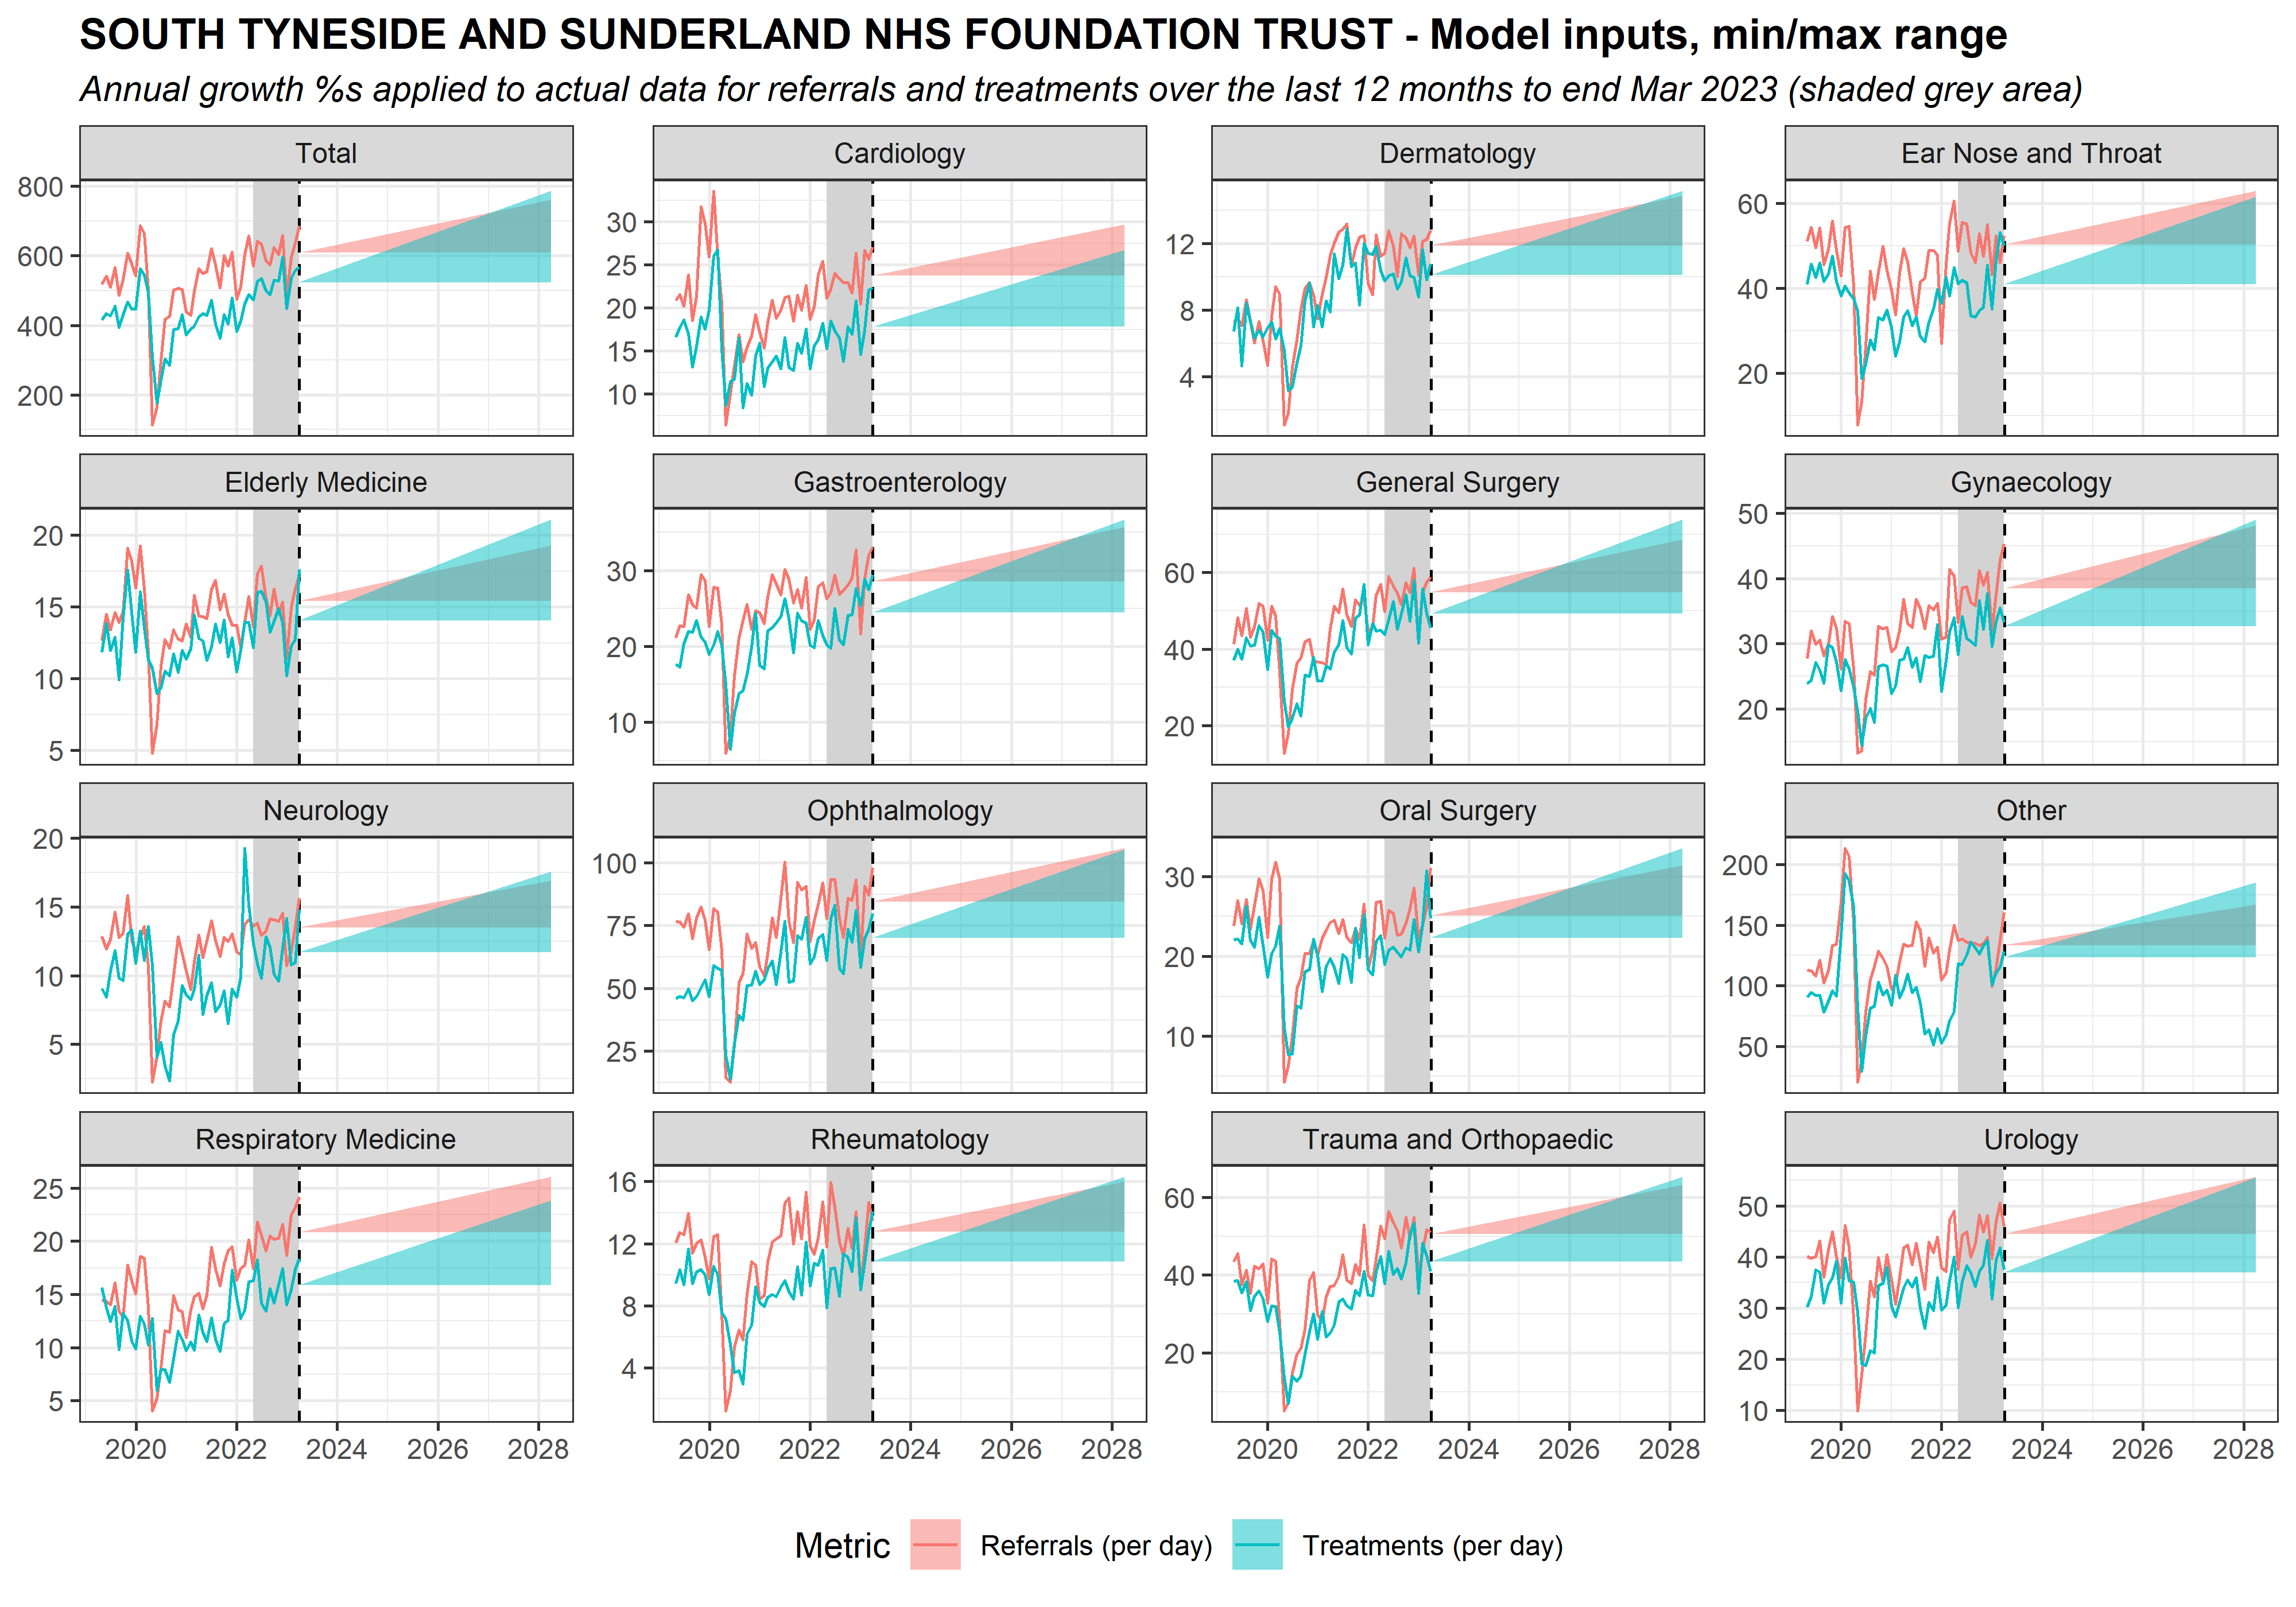 SOUTH TYNESIDE AND SUNDERLAND NHS FOUNDATION TRUST - Model inputs, min/max range
Annual growth %s applied to actual data for referrals and treatments over the last 12 months to end Mar 2023 (shaded grey area)
Total
800
600
400
200
Cardiology
30
25
20
15
10
Dermatology
12
8
4
Ear Nose and Throat
60
40
20
Elderly Medicine
20
15
10
5
Gastroenterology
30
20
10
General Surgery
60
40
20
Gynaecology
50
40
30
20
Neurology
20
15
10
5
Ophthalmology
100
75
50
25
Oral Surgery
30
20
10
Other
200
150
100
50
Respiratory Medicine
25
20
15
10
5
Rheumatology
16
12
8
4
Trauma and Orthopaedic
60
40
20
Urology
50
40
30
20
10
2020 2022 2024 2026 2028
2020 2022 2024 2026 2028
2020 2022 2024 2026 2028
2020 2022 2024 2026 2028
Metric Referrals (per day) Treatments (per day)